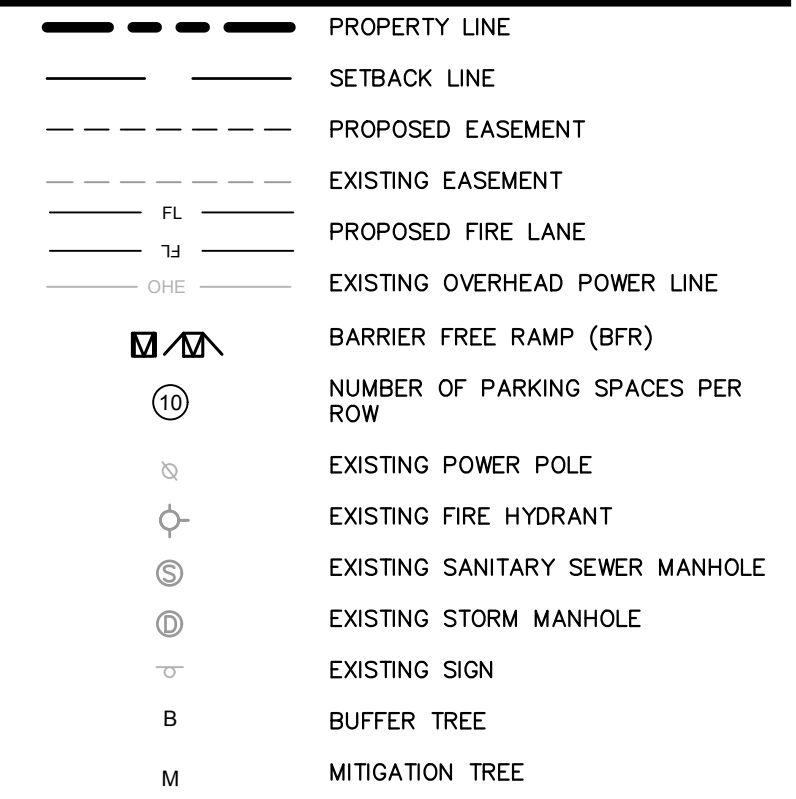 PROPERTY LINE
SETBACK LINE
PROPOSED EASEMENT
EXISTING EASEMENT
FL
FL
PROPOSED FIRE LANE
OHE
EXISTING OVERHEAD POWER LINE
BARRIER FREE RAMP (BFR)
10
NUMBER OF PARKING SPACES PER
ROW
EXISTING POWER POLE
EXISTING FIRE HYDRANT
S
EXISTING SANITARY SEWER MANHOLE
D
EXISTING STORM MANHOLE
EXISTING SIGN
B
BUFFER TREE
M
MITIGATION TREE